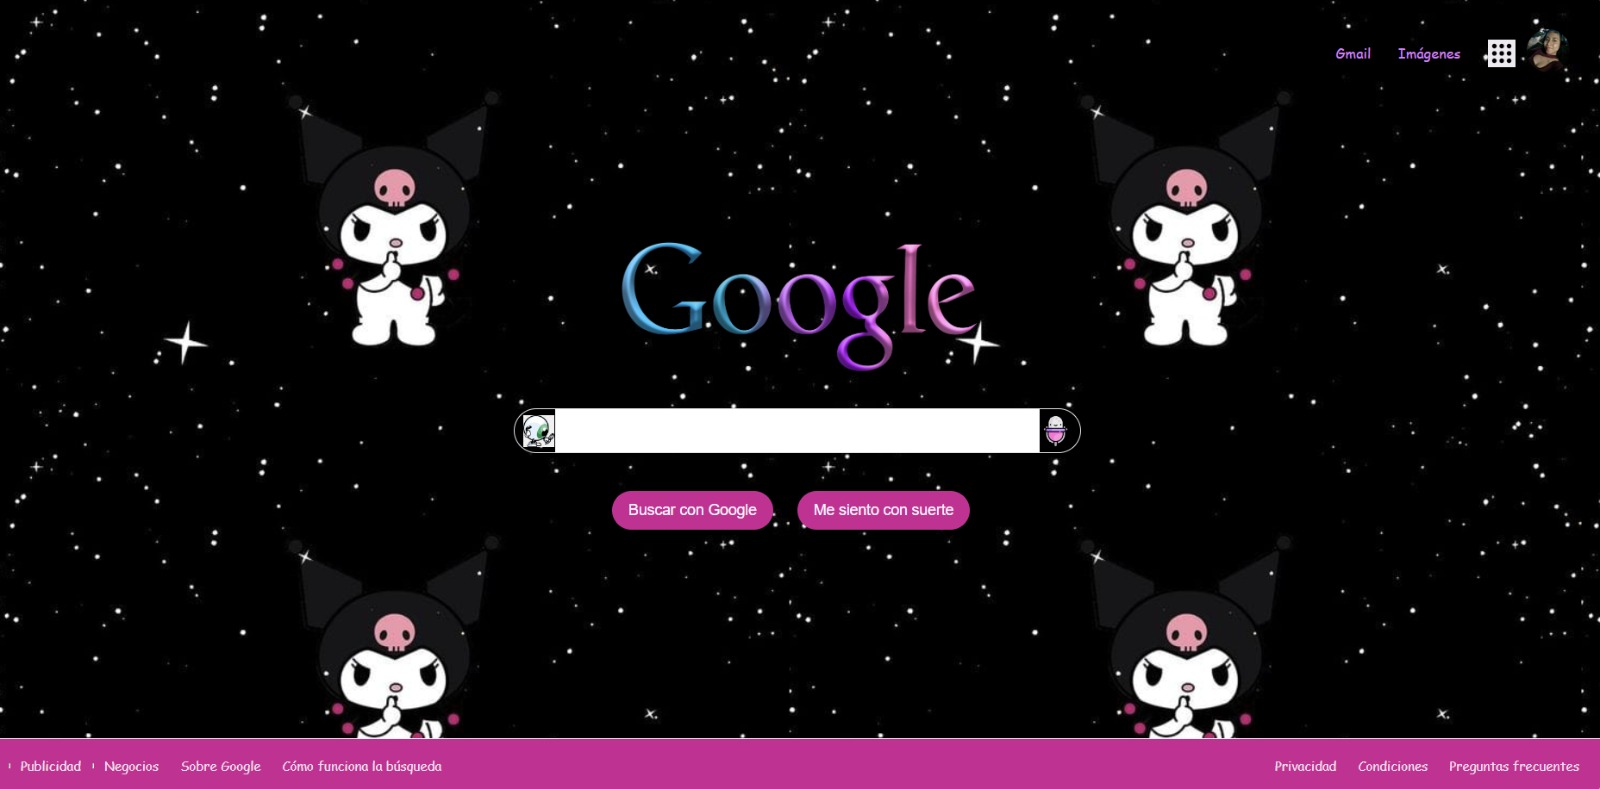 Gmail Imágenes
Google
Buscar con Google Me siento con suerte
Publicidad Negocios Sobre Google Cómo funciona la búsqueda Privacidad Condiciones Preguntas frecuentes